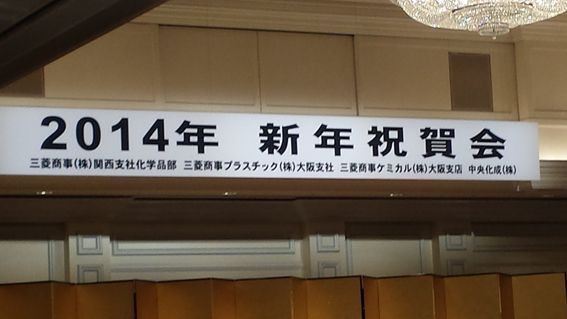 2014年 新年祝賀会
三菱商事(株)関西支社化学品部 三菱商事プラスチック(株)大阪支社 三菱商事ケミカル(株)大阪支店 中央化成(株)